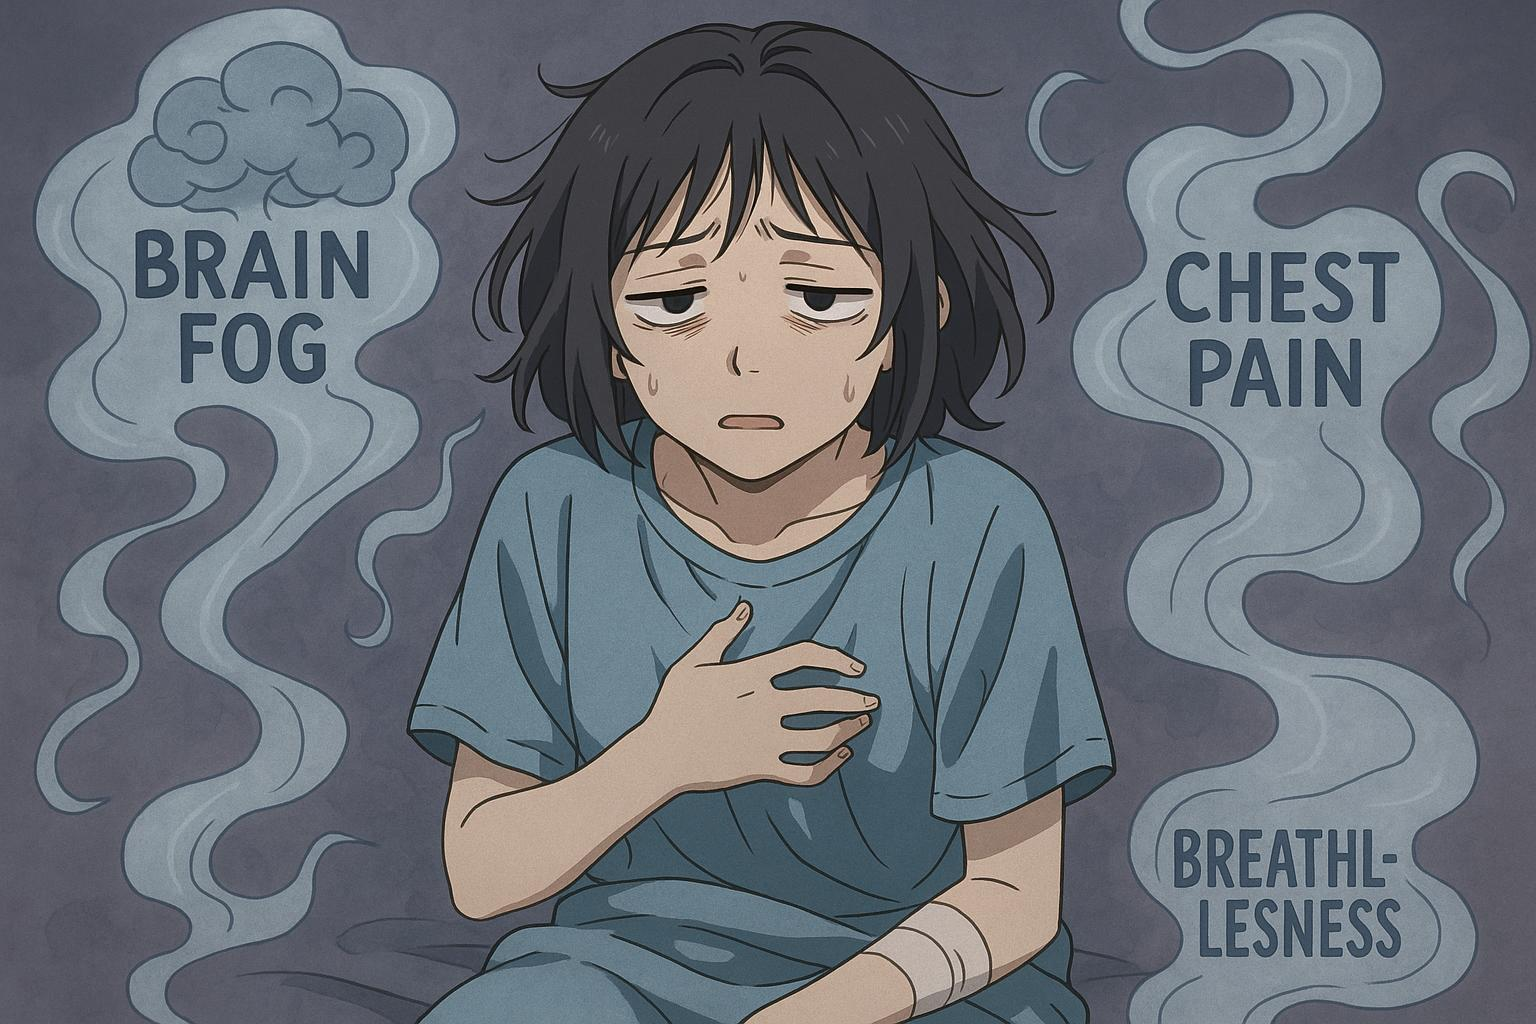 BRAIN
FOG
CHEST
PAIN
BREATHL-
LESNESS